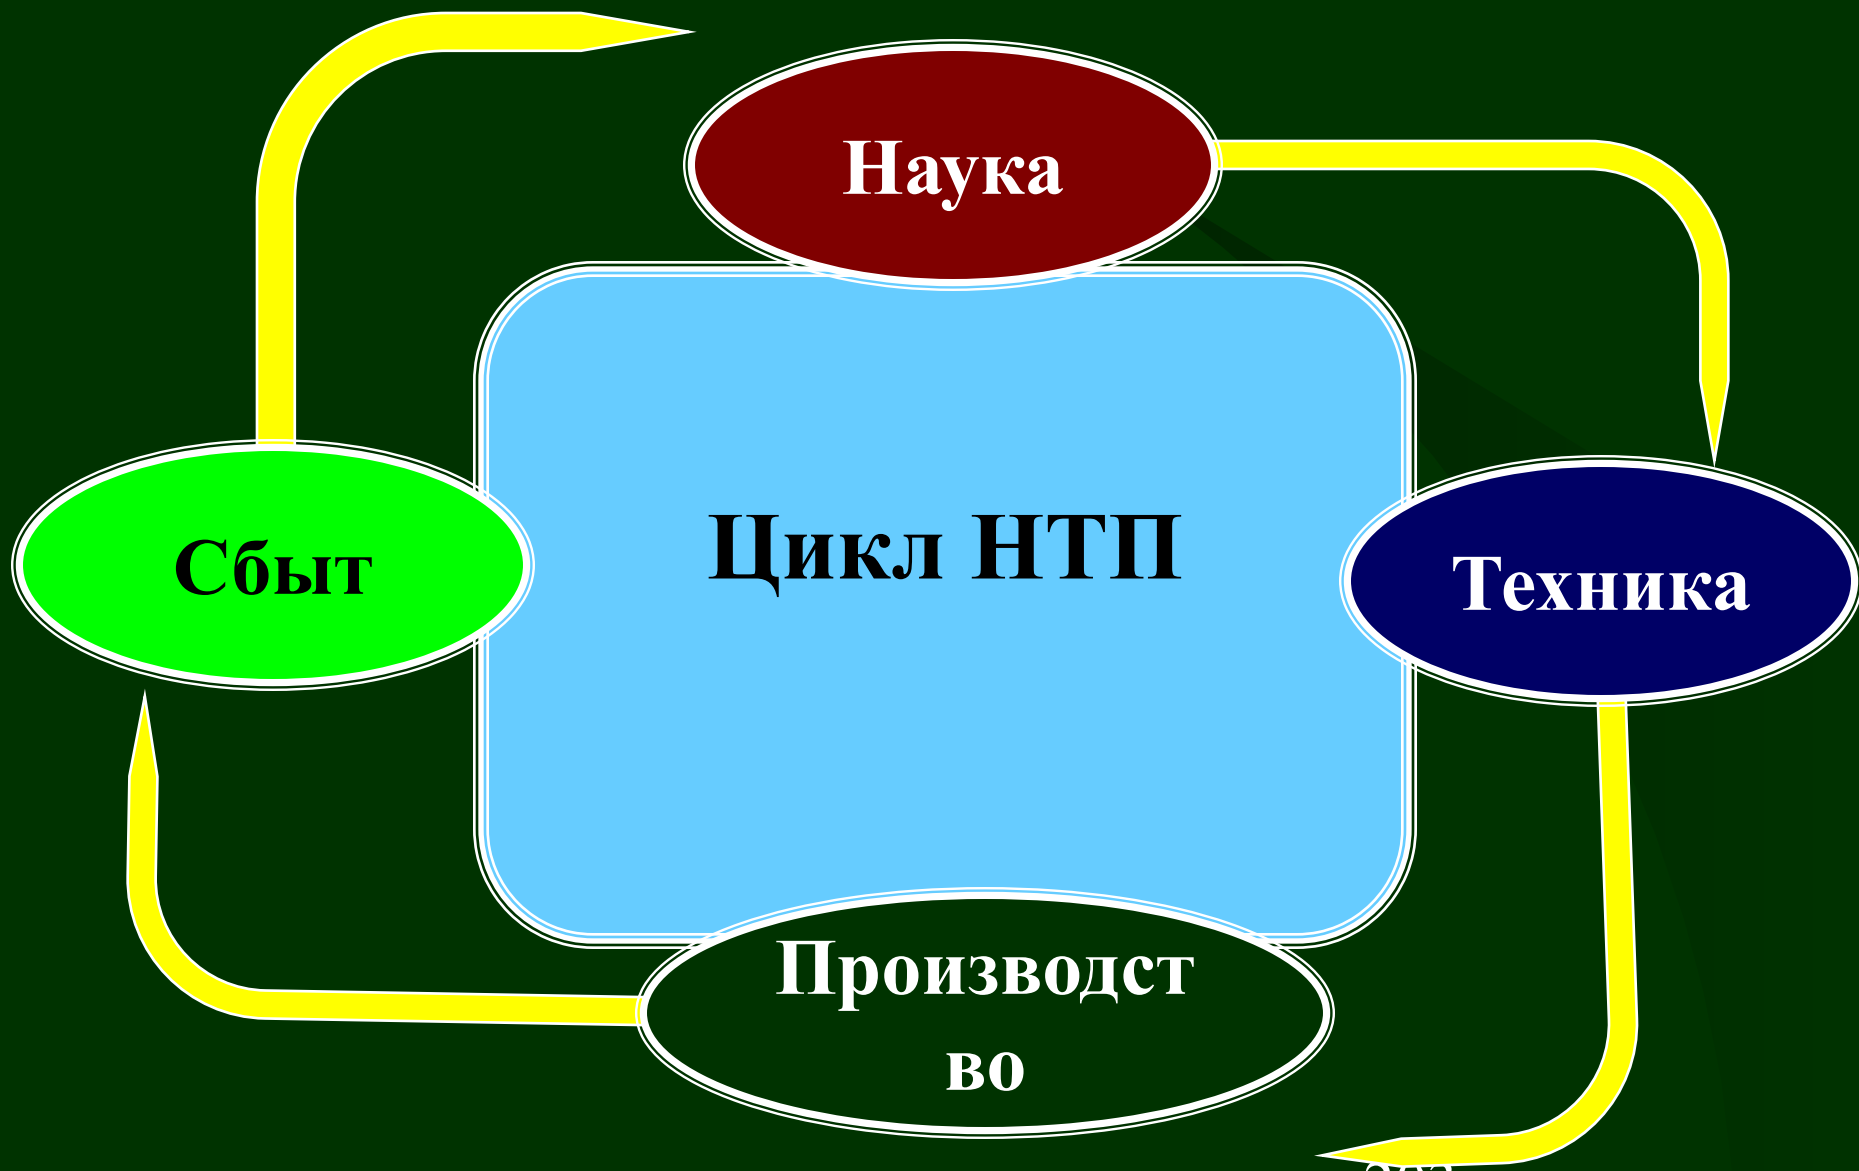 Наука
Цикл НТП
Сбыт
Техника
Производст
во